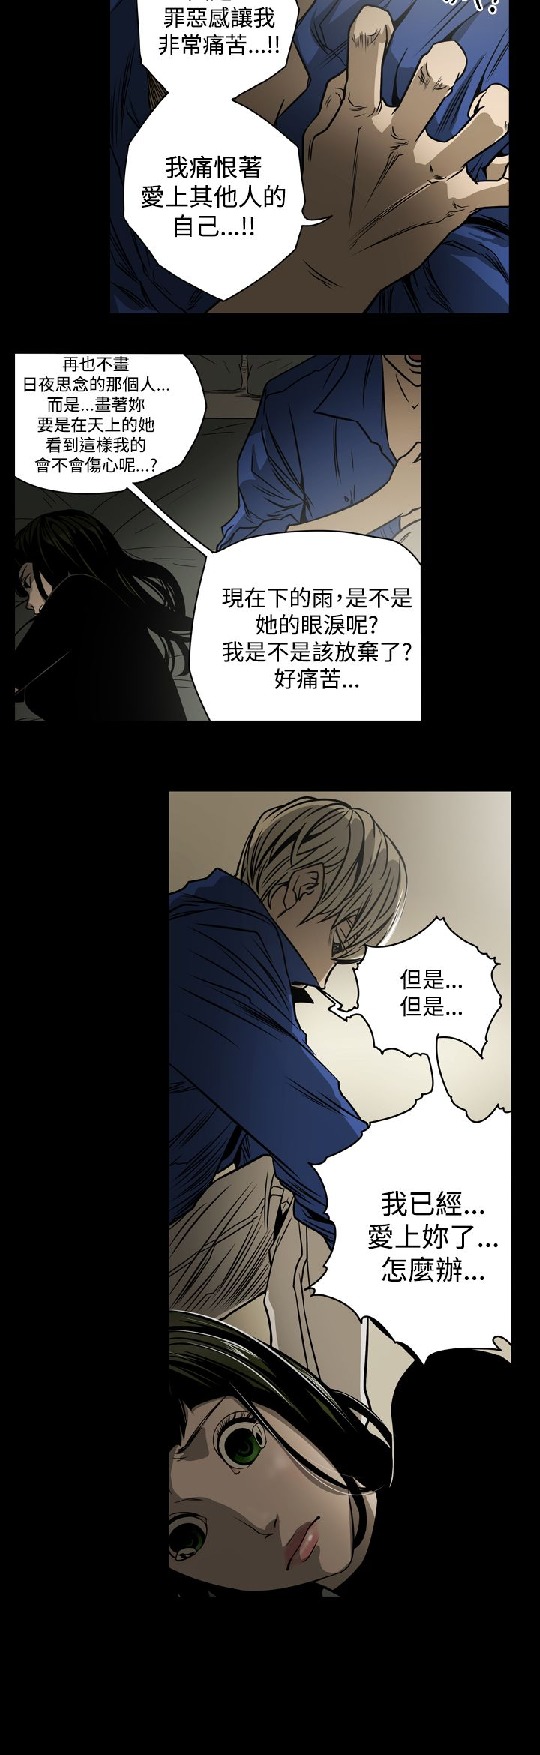 罪惡感讓我
非常痛苦...!!
我痛恨著
愛上其他人的
自己...!!
再也不畫
日夜思念的那個人...
而是...畫著妳
要是在天上的她
看到這樣我的
會不會傷心呢...?
現在下的雨，是不是
她的眼淚呢?
我是不是該放棄了?
好痛苦...
但是...
但是...
我已經...
愛上妳了...
怎麼辦...